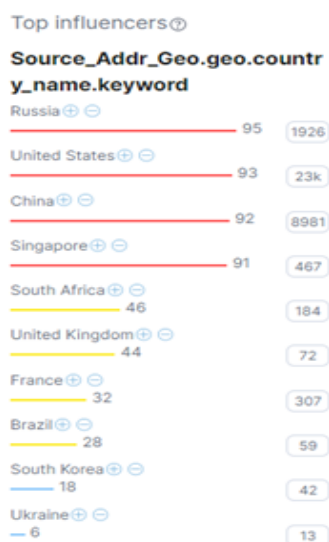 Top influencers
Source_Addr_Geo.geo.countr
y_name.keyword
Russia
95 1926
United States
93 23k
China
92 8981
Singapore
91 467
South Africa
46 184
United Kingdom
44 72
France
32 307
Brazil
28 59
South Korea
18 42
Ukraine
6 13